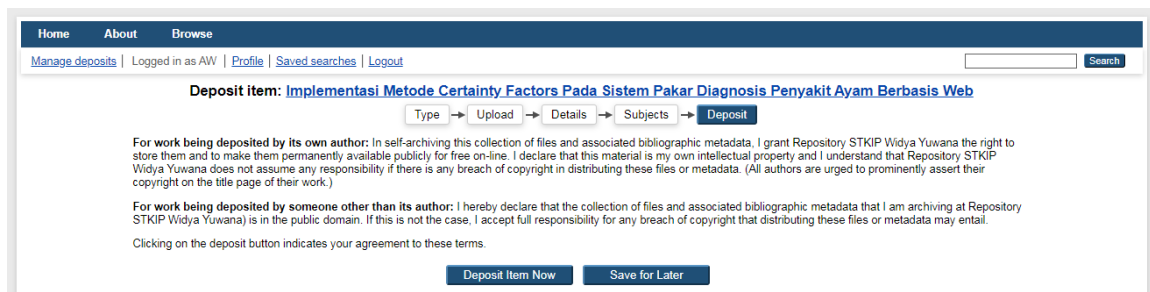 Home About Browse
Manage deposits | Logged in as AW | Profile | Saved searches | Logout Search
Deposit item: Implementasi Metode Certainty Factors Pada Sistem Pakar Diagnosis Penyakit Ayam Berbasis Web
Type → Upload → Details → Subjects → Deposit
For work being deposited by its own author: In self-archiving this collection of files and associated bibliographic metadata, I grant Repository STKIP Widya Yuwana the right to
store them and to make them permanently available publicly for free on-line. I declare that this material is my own intellectual property and I understand that Repository STKIP
Widya Yuwana does not assume any responsibility if there is any breach of copyright in distributing these files or metadata. (All authors are urged to prominently assert their
copyright on the title page of their work.)
For work being deposited by someone other than its author: I hereby declare that the collection of files and associated bibliographic metadata that I am archiving at Repository
STKIP Widya Yuwana) is in the public domain. If this is not the case, I accept full responsibility for any breach of copyright that distributing these files or metadata may entail.
Clicking on the deposit button indicates your agreement to these terms.
Deposit Item Now Save for Later